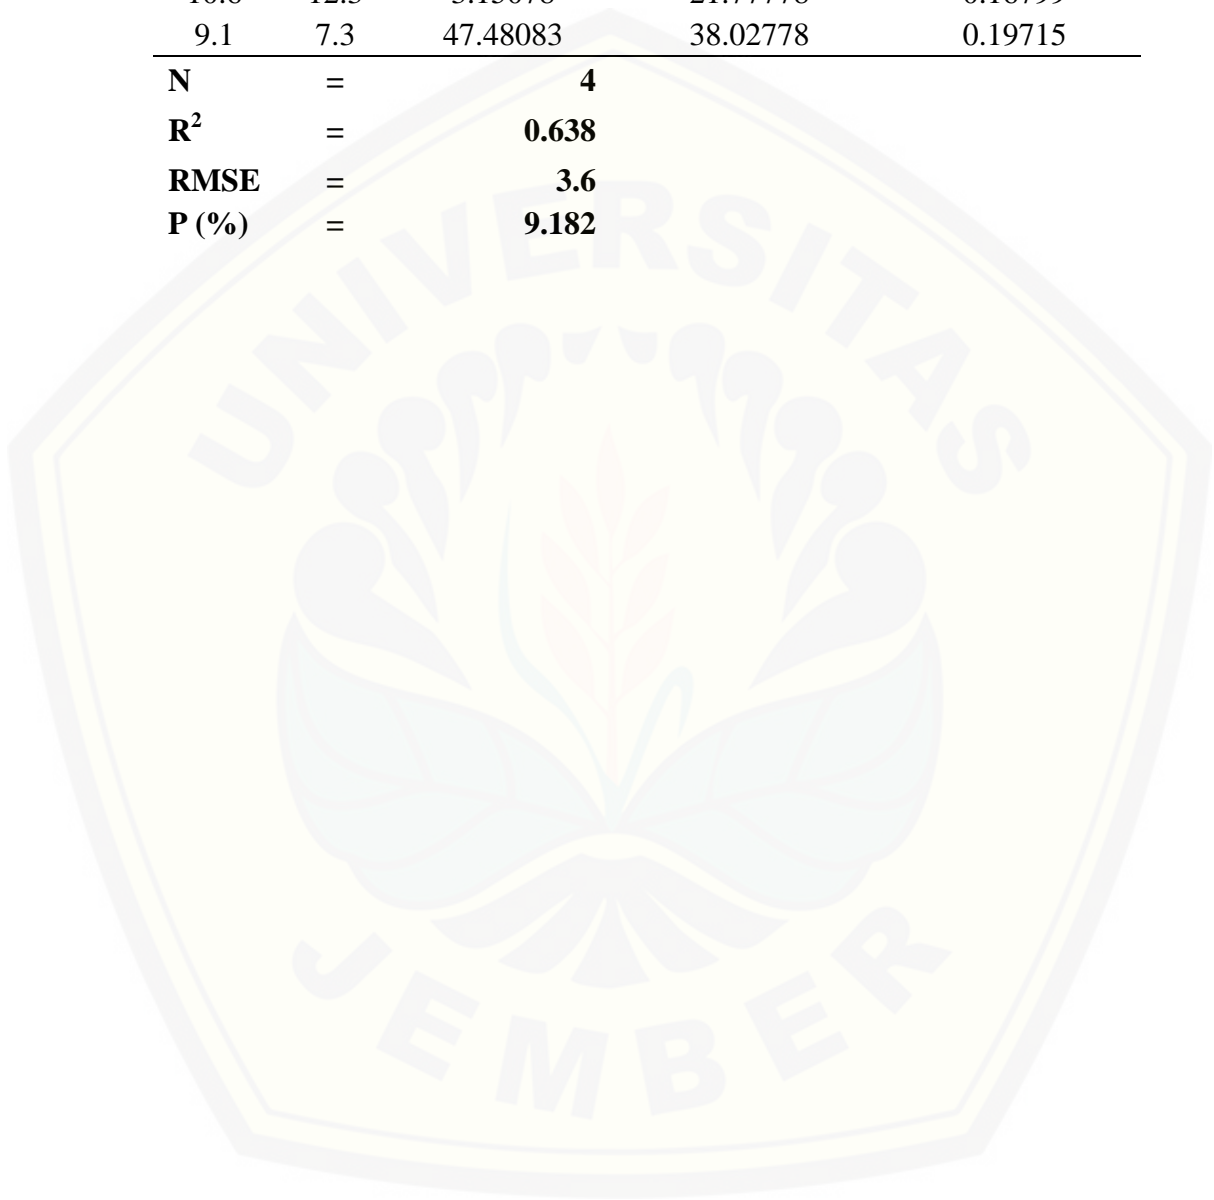 9.1 7.3 47.48083 38.02778 0.19715
N = 4
R² = 0.638
RMSE = 3.6
P (%) = 9.182
UNIVERSITAS
JEMBER